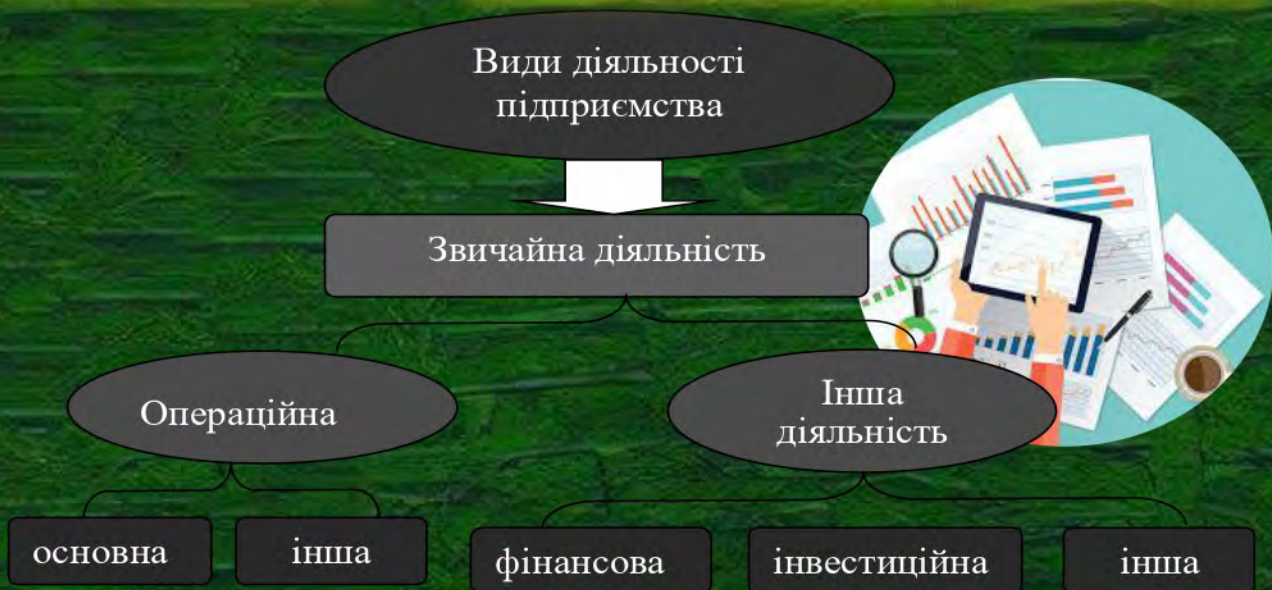 Види діяльності
підприємства
Звичайна діяльність
Операційна
Інша
діяльність
основна
інша
фінансова
інвестиційна
інша